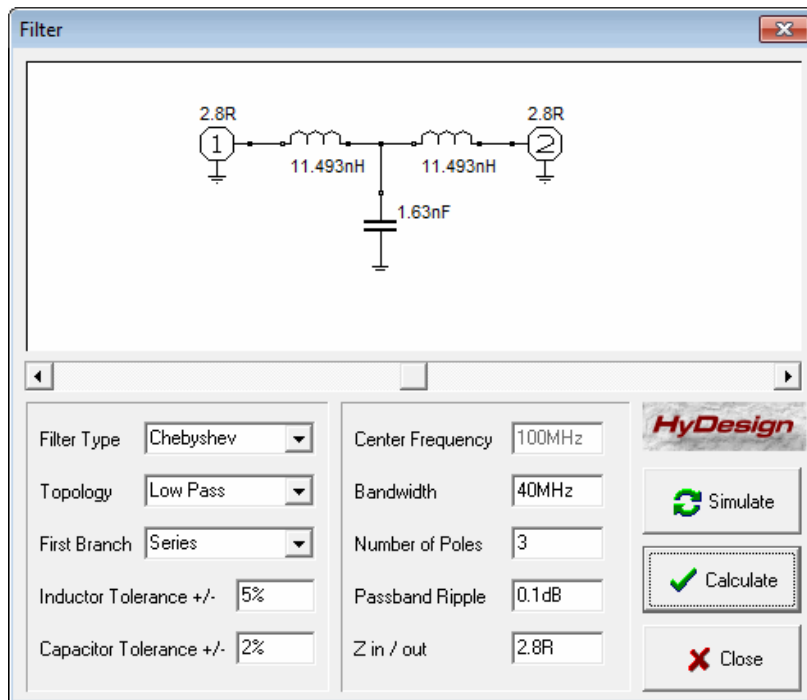 Filter
2.8R
2.8R
1
2
11.493nH
11.493nH
1.63nF
Filter Type
Chebyshev
Topology
Low Pass
First Branch
Series
Inductor Tolerance +/-
5%
Capacitor Tolerance +/-
2%
Center Frequency
100MHz
Bandwidth
40MHz
Number of Poles
3
Passband Ripple
0.1dB
Z in / out
2.8R
HyDesign
Simulate
Calculate
Close